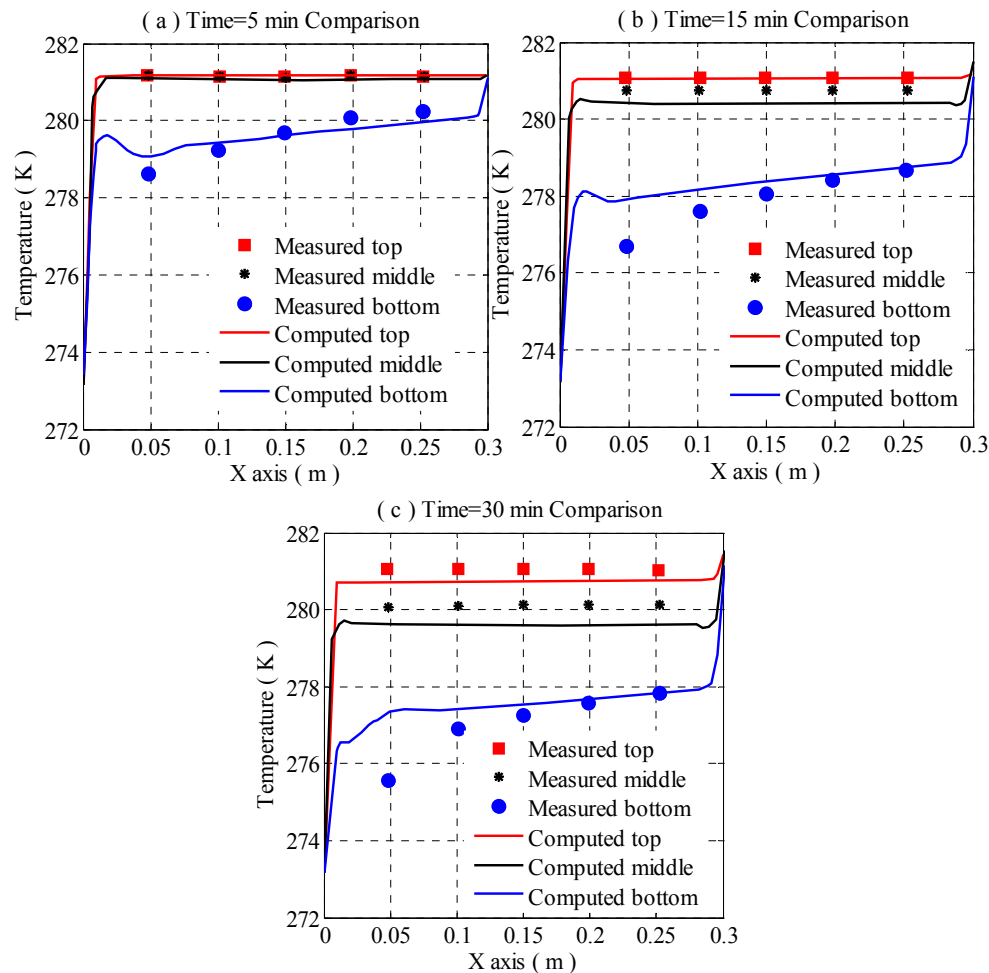 ( a ) Time=5 min Comparison
282
280
278
276
274
272
Temperature ( K )
Measured top
Measured middle
Measured bottom
Computed top
Computed middle
Computed bottom
0 0.05 0.1 0.15 0.2 0.25 0.3
X axis ( m )
( b ) Time=15 min Comparison
282
280
278
276
274
272
Temperature ( K )
Measured top
Measured middle
Measured bottom
Computed top
Computed middle
Computed bottom
0 0.05 0.1 0.15 0.2 0.25 0.3
X axis ( m )
( c ) Time=30 min Comparison
282
280
278
276
274
272
Temperature ( K )
Measured top
Measured middle
Measured bottom
Computed top
Computed middle
Computed bottom
0 0.05 0.1 0.15 0.2 0.25 0.3
X axis ( m )